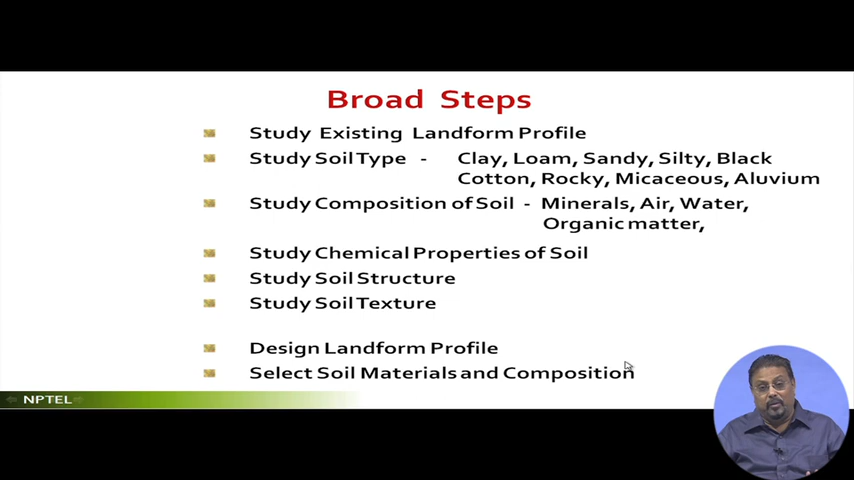 Broad Steps
Study Existing Landform Profile
Study Soil Type - Clay, Loam, Sandy, Silty, Black
Cotton, Rocky, Micaceous, Aluvium
Study Composition of Soil - Minerals, Air, Water,
Organic matter,
Study Chemical Properties of Soil
Study Soil Structure
Study Soil Texture
Design Landform Profile
Select Soil Materials and Composition
NPTEL